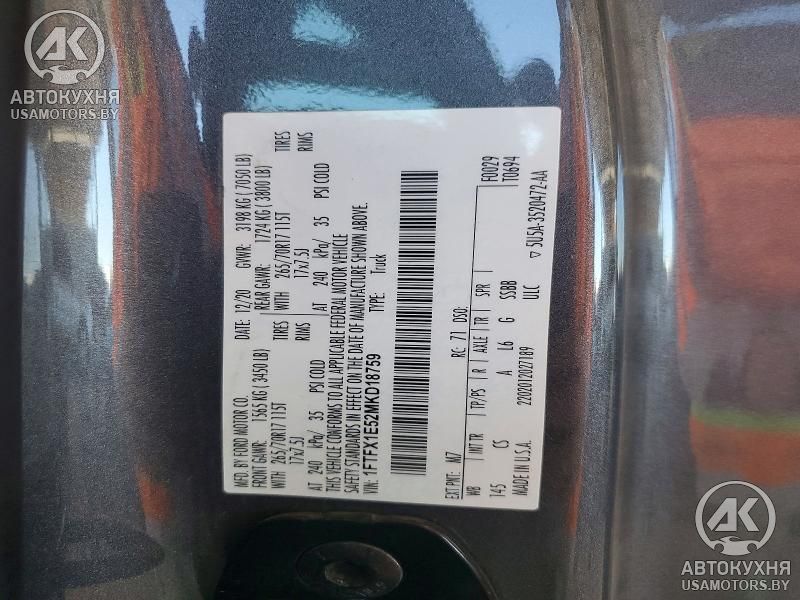 AK
АВТОКУХНЯ
USAMOTORS.BY
MFD. BY FORD MOTOR CO.
DATE: 12/20 GVWR: 3198 KG ( 7050 LB)
FRONT GAWR: 1565 KG ( 3450 LB) REAR GAWR: 1724 KG ( 3800 LB)
WITH 265/70R17 115T TIRES WITH 265/70R17 115T TIRES
17x7.5J RIMS 17x7.5J RIMS
AT 240 kPa/ 35 PSI COLD AT 240 kPa/ 35 PSI COLD
THIS VEHICLE CONFORMS TO ALL APPLICABLE FEDERAL MOTOR VEHICLE
SAFETY STANDARDS IN EFFECT ON THE DATE OF MANUFACTURE SHOWN ABOVE.
VIN: 1FTFX1E52MKD18759 TYPE: Truck
F0029
T0694
EXT PNT: M7 RC: 71 DSO:
WB INT TR TP/PS R AXLE TR SPR
145 CS A L6 G SSBB
MADE IN U.S.A. 2202012027189 ULC
▽ 5U5A-3520472-AA
AK
АВТОКУХНЯ
USAMOTORS.BY